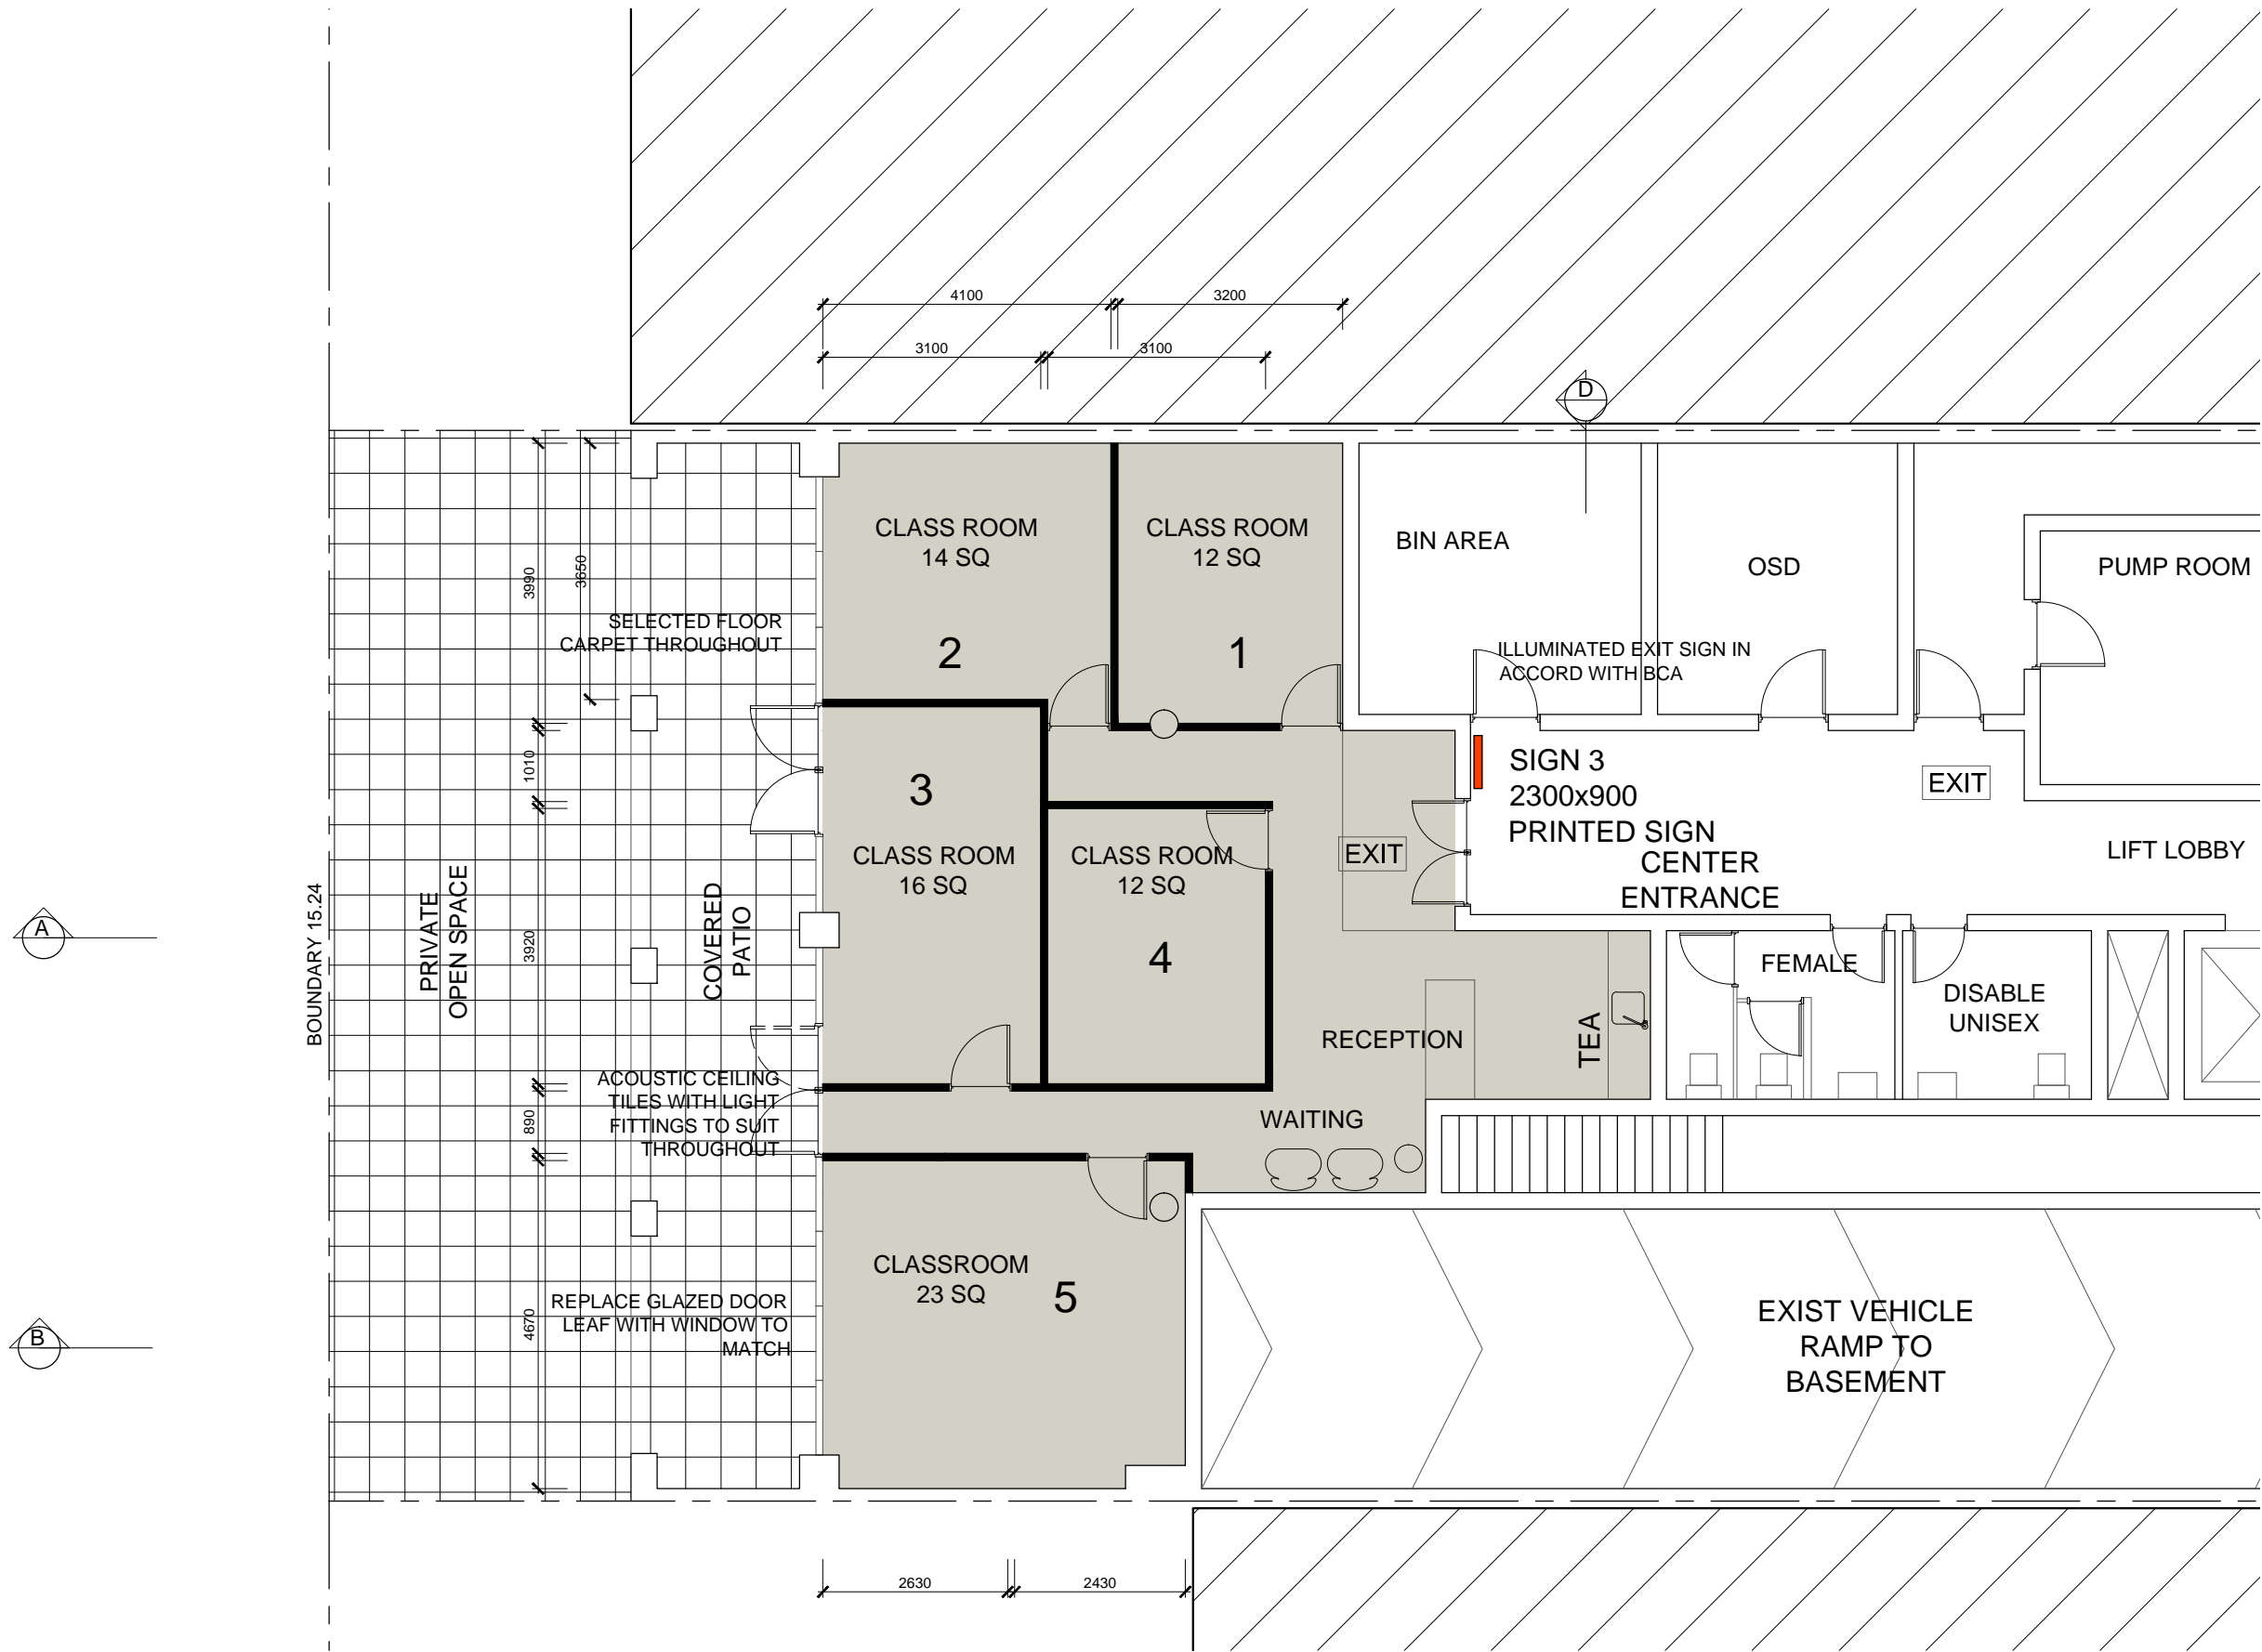 4100
3200
3100
3100
D
CLASS ROOM
14 SQ
2
CLASS ROOM
12 SQ
1
BIN AREA
OSD
PUMP ROOM
3990
3650
SELECTED FLOOR
CARPET THROUGHOUT
ILLUMINATED EXIT SIGN IN
ACCORD WITH BCA
1010
3
CLASS ROOM
16 SQ
CLASS ROOM
12 SQ
4
EXIT
SIGN 3
2300x900
PRINTED SIGN
CENTER
ENTRANCE
EXIT
LIFT LOBBY
A
BOUNDARY 15.24
PRIVATE
OPEN SPACE
3920
COVERED
PATIO
RECEPTION
TEA
FEMALE
DISABLE
UNISEX
ACOUSTIC CEILING
TILES WITH LIGHT
FITTINGS TO SUIT
THROUGHOUT
890
WAITING
CLASSROOM
23 SQ
5
B
4670
REPLACE GLAZED DOOR
LEAF WITH WINDOW TO
MATCH
EXIST VEHICLE
RAMP TO
BASEMENT
2630
2430